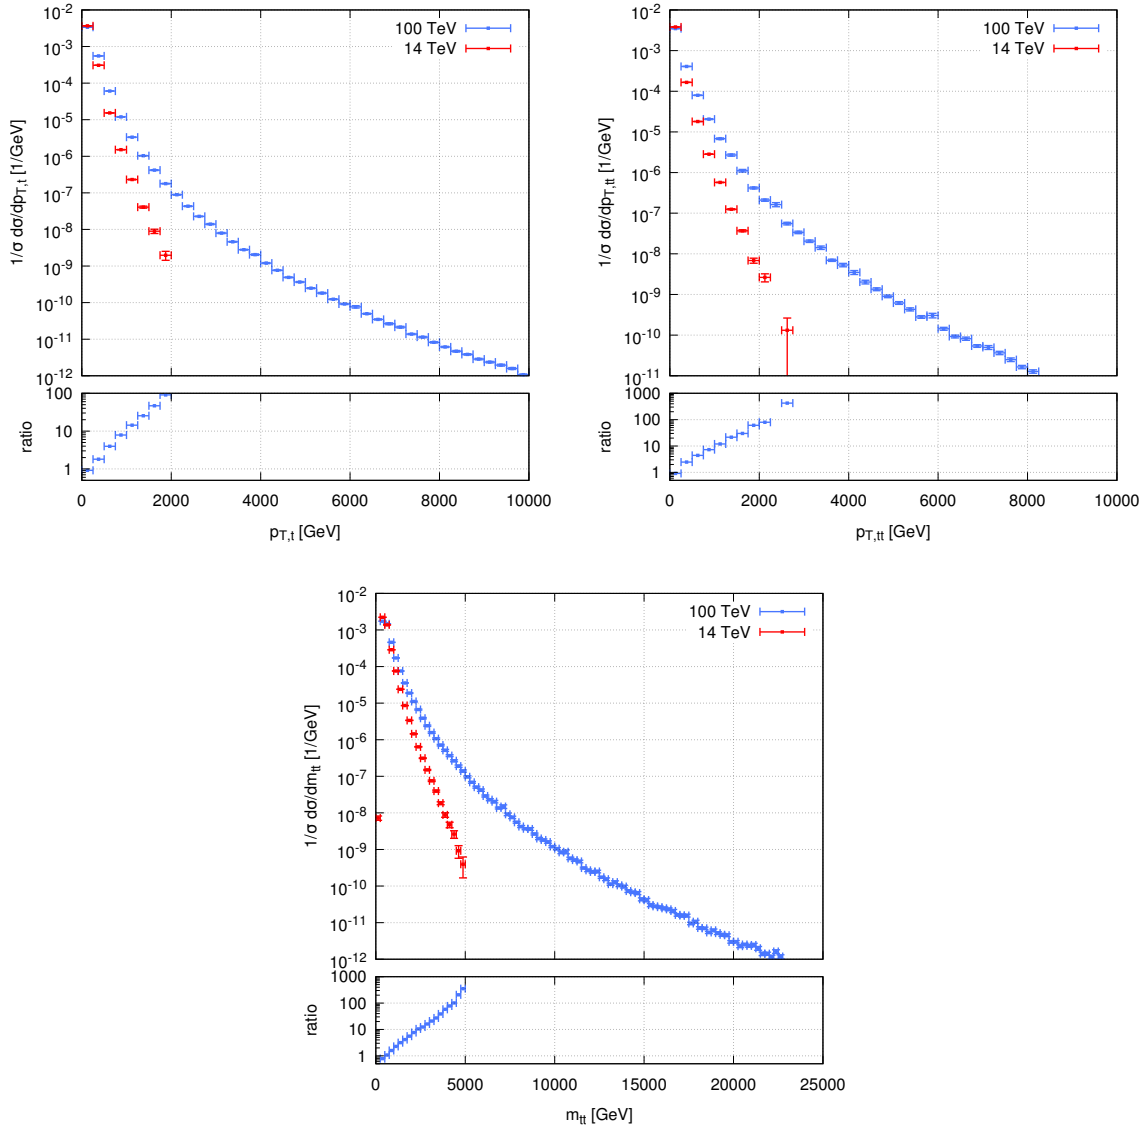 10^-2
10^-3
10^-4
10^-5
10^-6
10^-7
10^-8
10^-9
10^-10
10^-11
10^-12
1/σ dσ/dp_T,t [1/GeV]
100 TeV
14 TeV
100
10
1
ratio
0 2000 4000 6000 8000 10000
p_T,t [GeV]
10^-2
10^-3
10^-4
10^-5
10^-6
10^-7
10^-8
10^-9
10^-10
10^-11
1/σ dσ/dp_T,tt [1/GeV]
100 TeV
14 TeV
1000
100
10
1
ratio
0 2000 4000 6000 8000 10000
p_T,tt [GeV]
10^-2
10^-3
10^-4
10^-5
10^-6
10^-7
10^-8
10^-9
10^-10
10^-11
10^-12
1/σ dσ/dm_tt [1/GeV]
100 TeV
14 TeV
1000
100
10
1
ratio
0 5000 10000 15000 20000 25000
m_tt [GeV]